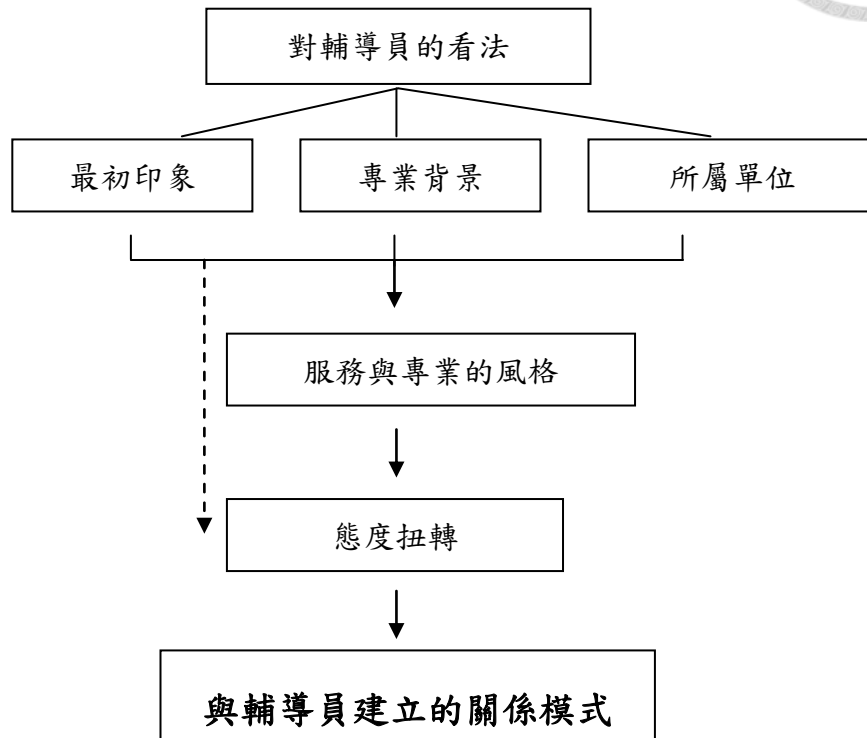 對輔導員的看法
最初印象
專業背景
所屬單位
服務與專業的風格
態度扭轉
與輔導員建立的關係模式